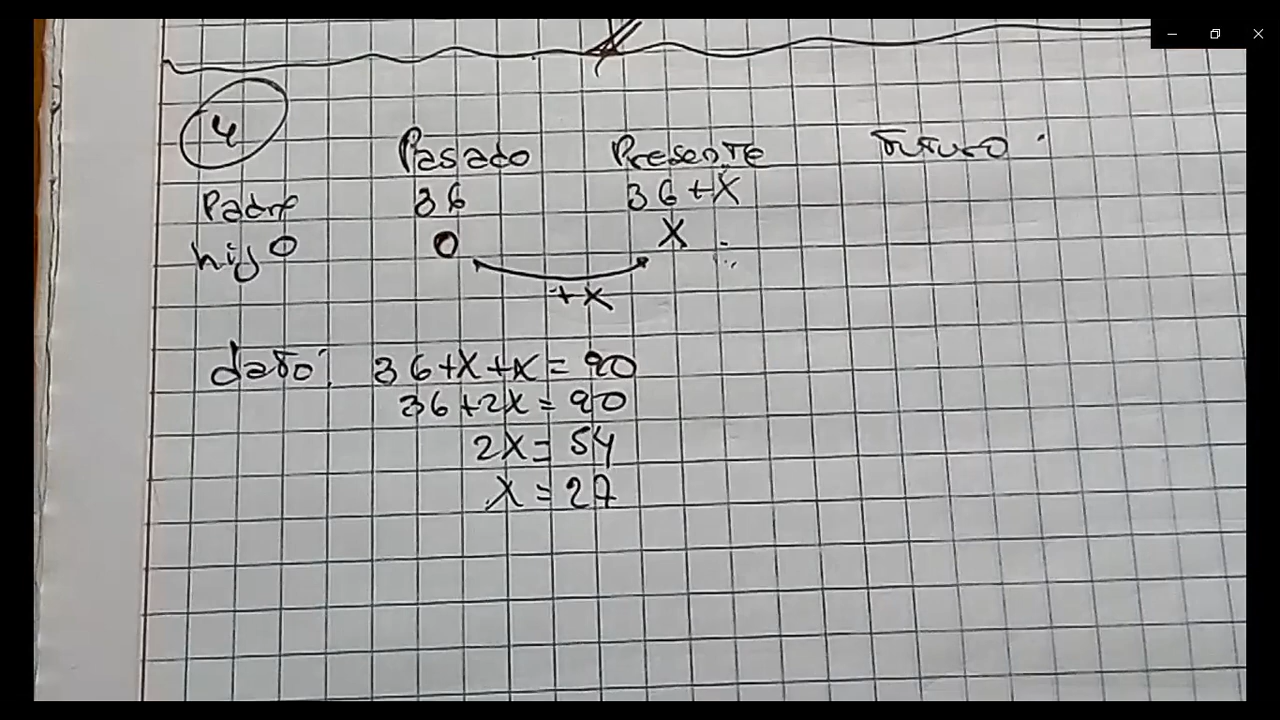 4
Pasado Presente Futuro :
Padre 36 36+X
hijo 0 X
+X
dato: 36+X+X=90
36+2X=90
2X=54
X=27